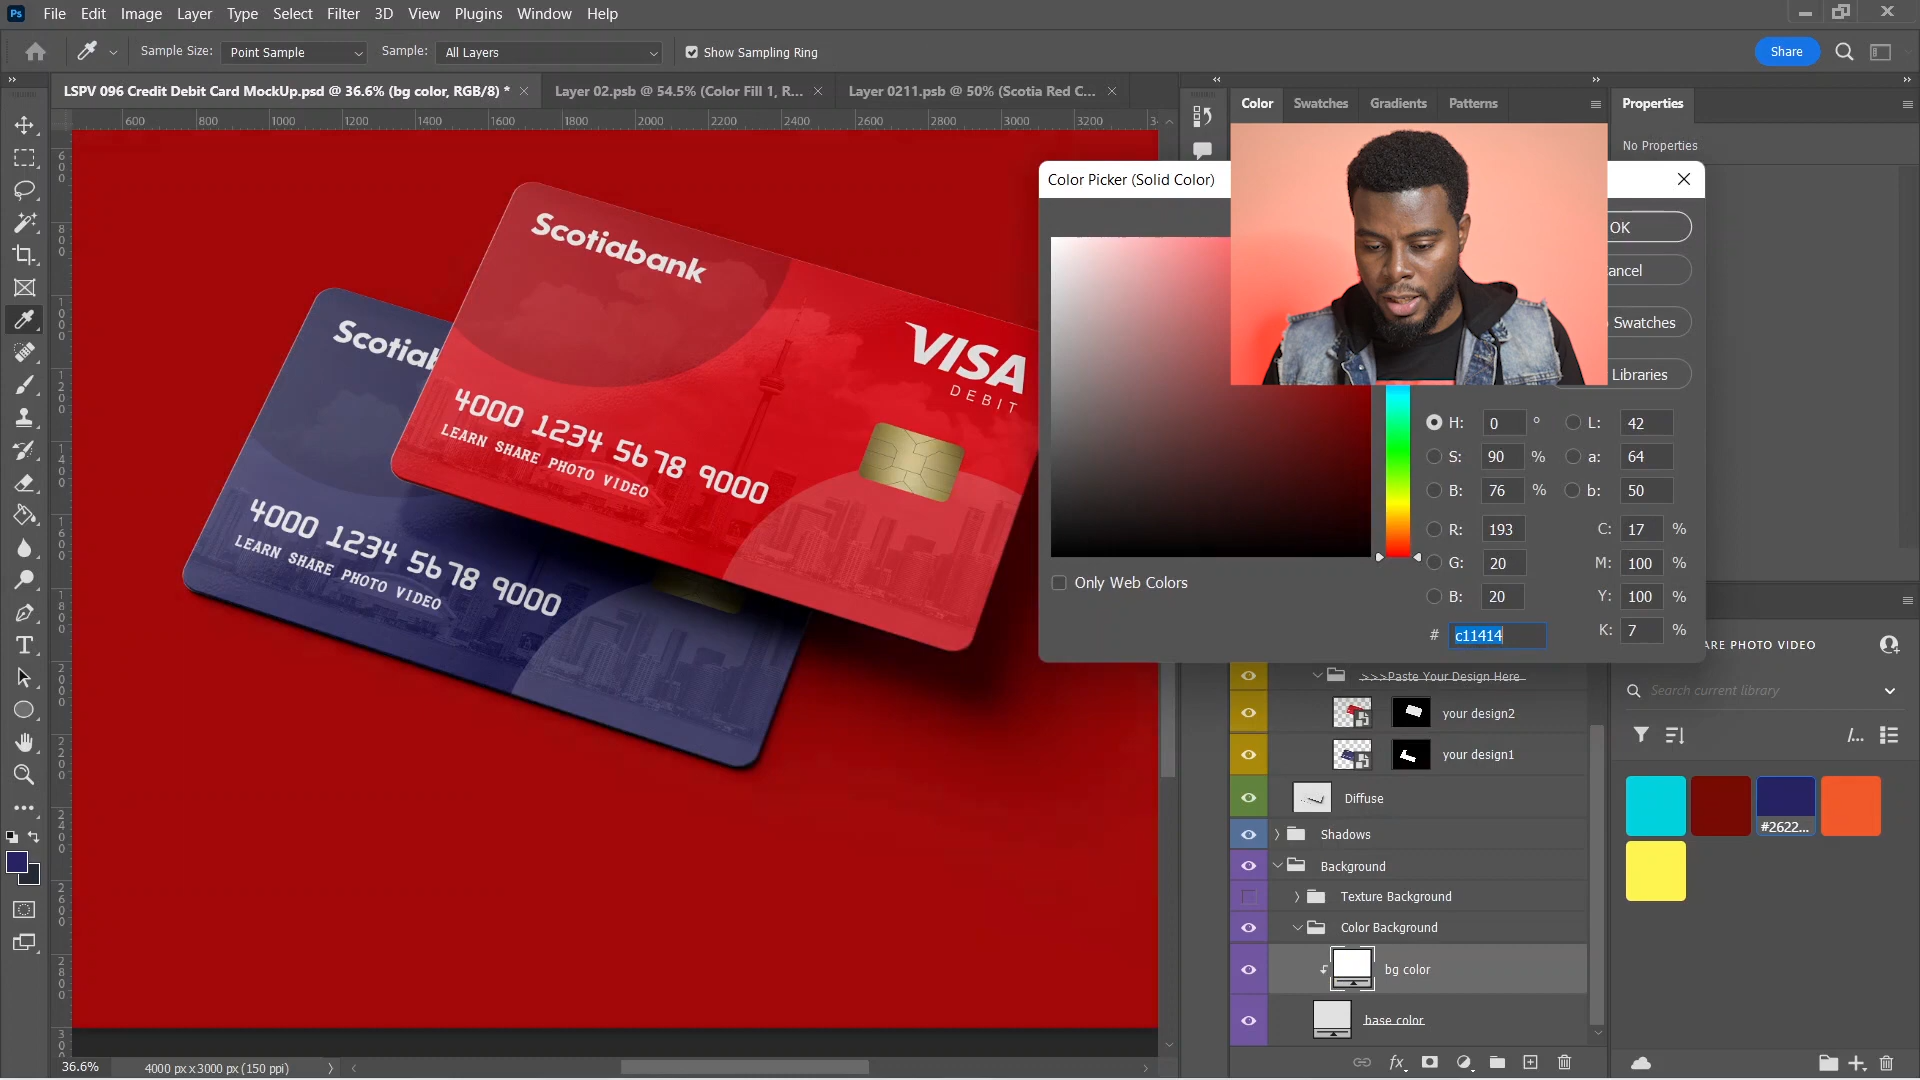 Ps File Edit Image Layer Type Select Filter 3D View Plugins Window Help
Sample Size: Point Sample Sample: All Layers Show Sampling Ring Share
LSPV 096 Credit Debit Card MockUp.psd @ 36.6% (bg color, RGB/8) * × Layer 02.psb @ 54.5% (Color Fill 1, R... × Layer 0211.psb @ 50% (Scotia Red C... ×
Color Swatches Gradients Patterns Properties
600 800 1000 1200 1400 1600 1800 2000 2200 2400 2600 2800 3000 3200
No Properties
Color Picker (Solid Color)
OK
ancel
Swatches
Libraries
Scotiabank
VISA
DEBIT
4000 1234 5678 9000
LEARN SHARE PHOTO VIDEO
Scotiab
4000 1234 5678 9000
LEARN SHARE PHOTO VIDEO
H: 0 ° L: 42
S: 90 % a: 64
B: 76 % b: 50
R: 193 C: 17 %
G: 20 M: 100 %
B: 20 Y: 100 %
# c11414 K: 7 %
Only Web Colors
ARE PHOTO VIDEO
Search current library
#2622...
>>>Paste Your Design Here
your design2
your design1
Diffuse
Shadows
Background
Texture Background
Color Background
bg color
base color
fx
36.6% 4000 px x 3000 px (150 ppi)